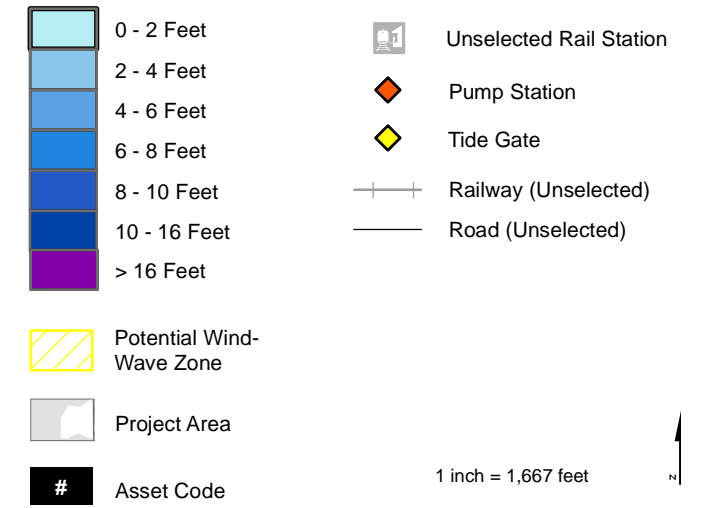 0 - 2 Feet
2 - 4 Feet
4 - 6 Feet
6 - 8 Feet
8 - 10 Feet
10 - 16 Feet
> 16 Feet
Potential Wind-
Wave Zone
Project Area
# Asset Code
Unselected Rail Station
Pump Station
Tide Gate
Railway (Unselected)
Road (Unselected)
1 inch = 1,667 feet
N